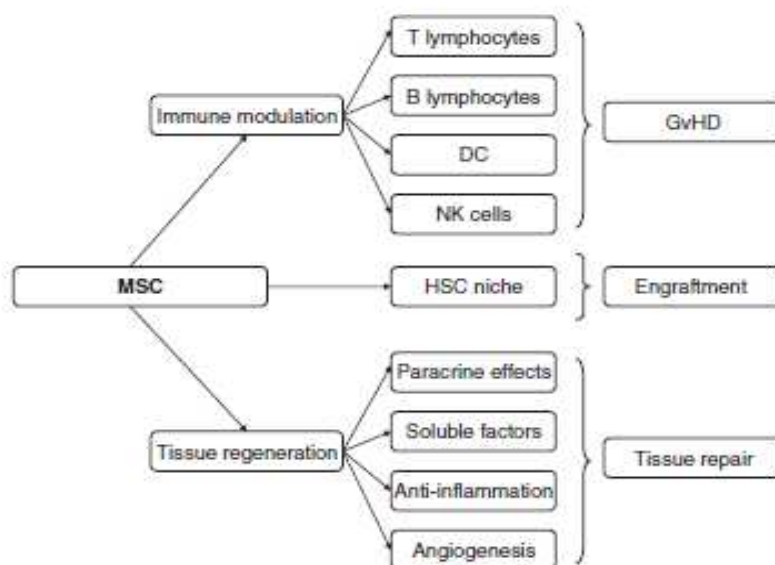 T lymphocytes
B lymphocytes
Immune modulation
GvHD
DC
NK cells
MSC
HSC niche
Engraftment
Paracrine effects
Soluble factors
Tissue regeneration
Tissue repair
Anti-inflammation
Angiogenesis